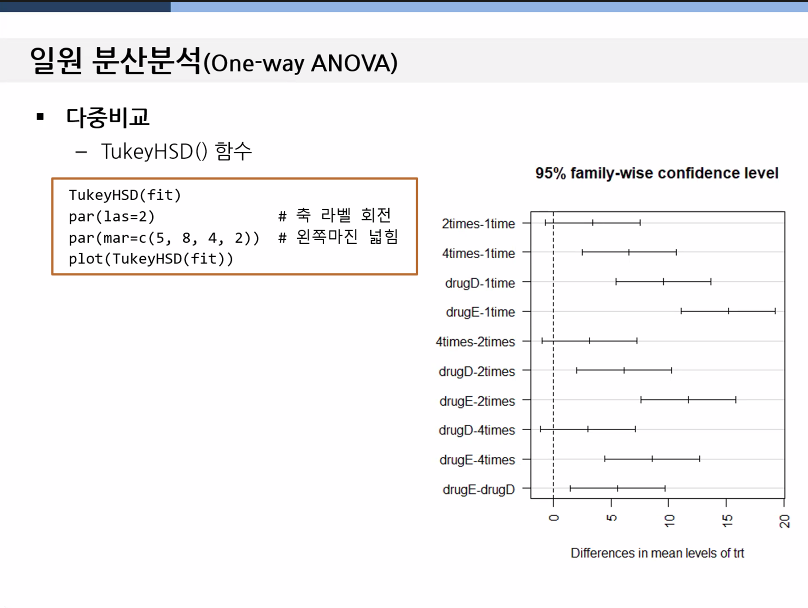 일원 분산분석(One-way ANOVA)
▪ 다중비교
– TukeyHSD() 함수
TukeyHSD(fit)
par(las=2) # 축 라벨 회전
par(mar=c(5, 8, 4, 2)) # 왼쪽마진 넓힘
plot(TukeyHSD(fit))
95% family-wise confidence level
2times-1time
4times-1time
drugD-1time
drugE-1time
4times-2times
drugD-2times
drugE-2times
drugD-4times
drugE-4times
drugE-drugD
0 5 10 15 20
Differences in mean levels of trt